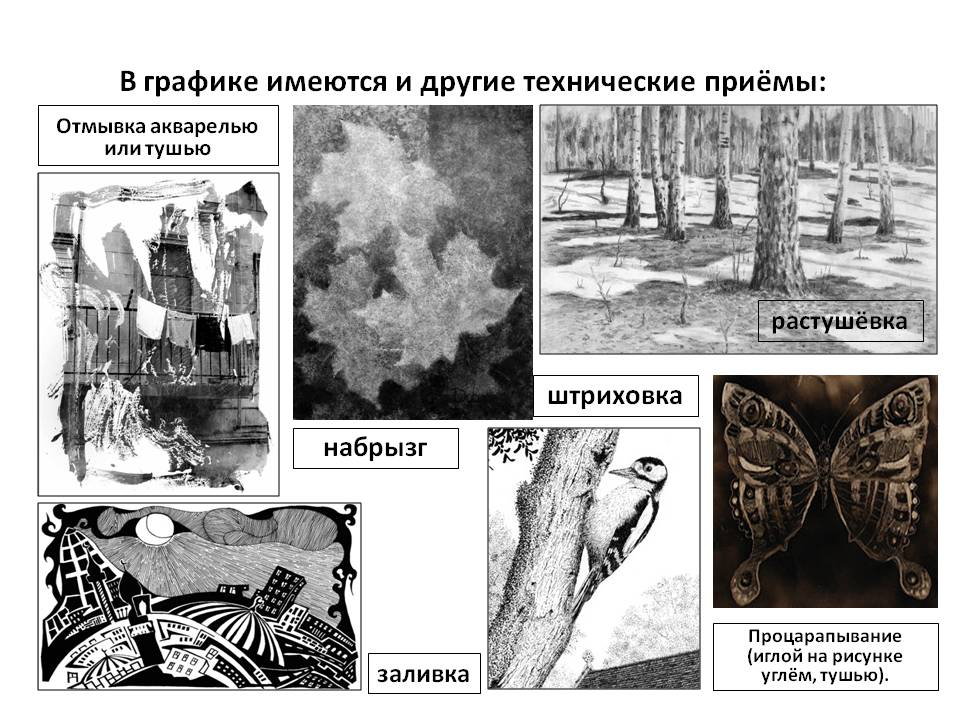 В графике имеются и другие технические приёмы:
Отмывка акварелью
или тушью
растушёвка
штриховка
набрызг
заливка
Процарапывание
(иглой на рисунке
углём, тушью).